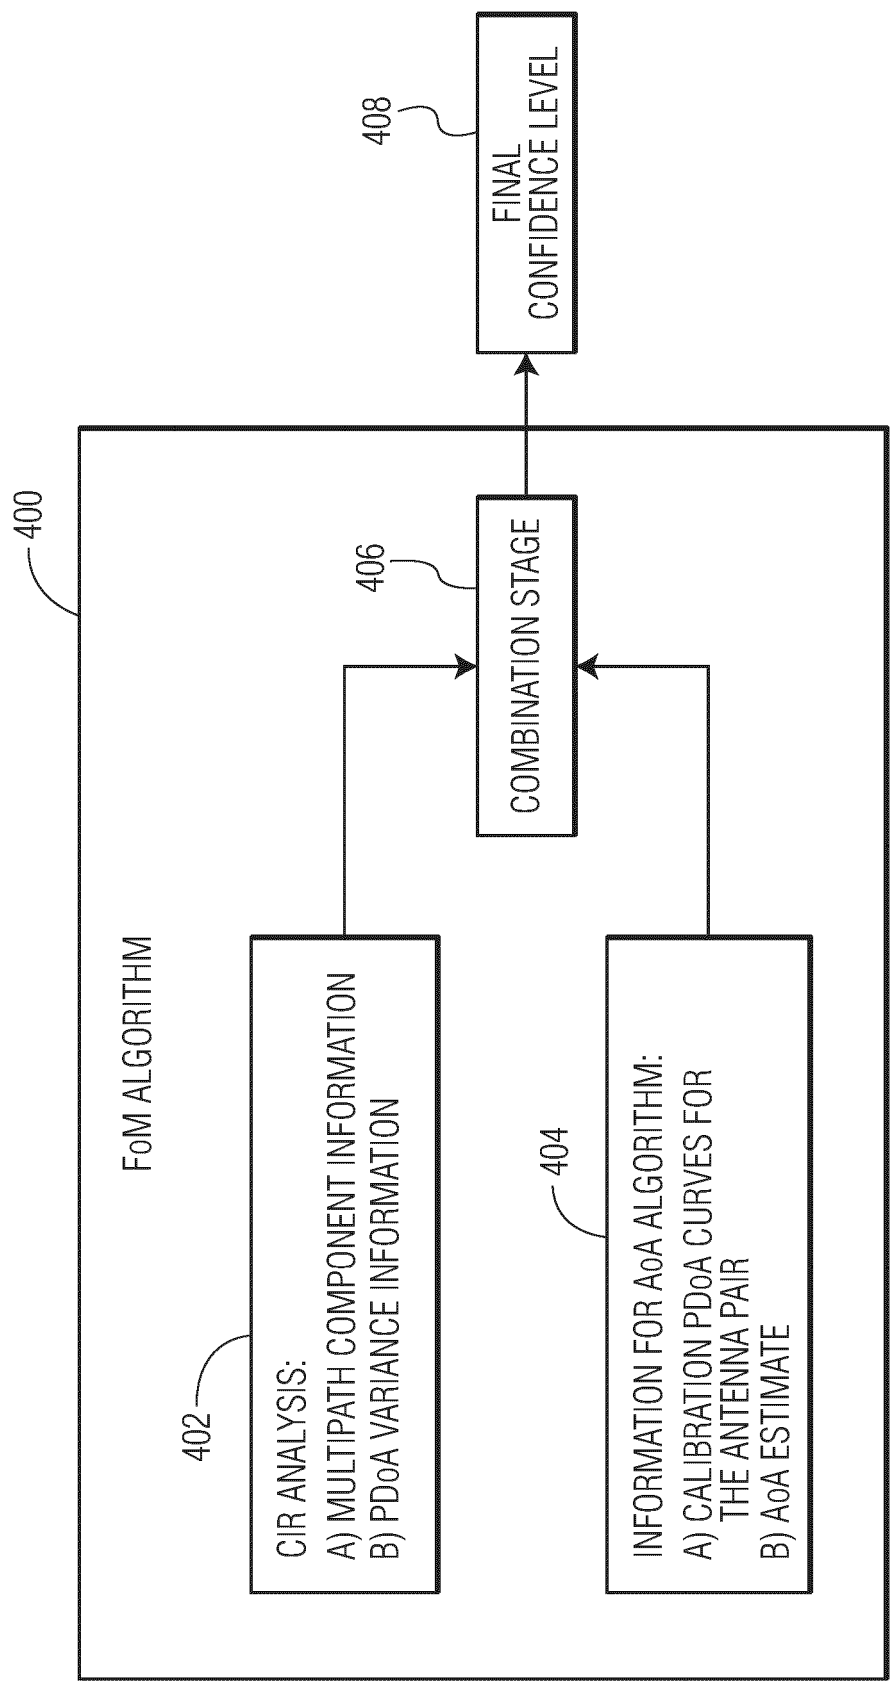 400
FoM ALGORITHM
402
CIR ANALYSIS:
A) MULTIPATH COMPONENT INFORMATION
B) PDoA VARIANCE INFORMATION
404
INFORMATION FOR AoA ALGORITHM:
A) CALIBRATION PDoA CURVES FOR
THE ANTENNA PAIR
B) AoA ESTIMATE
406
COMBINATION STAGE
408
FINAL
CONFIDENCE LEVEL